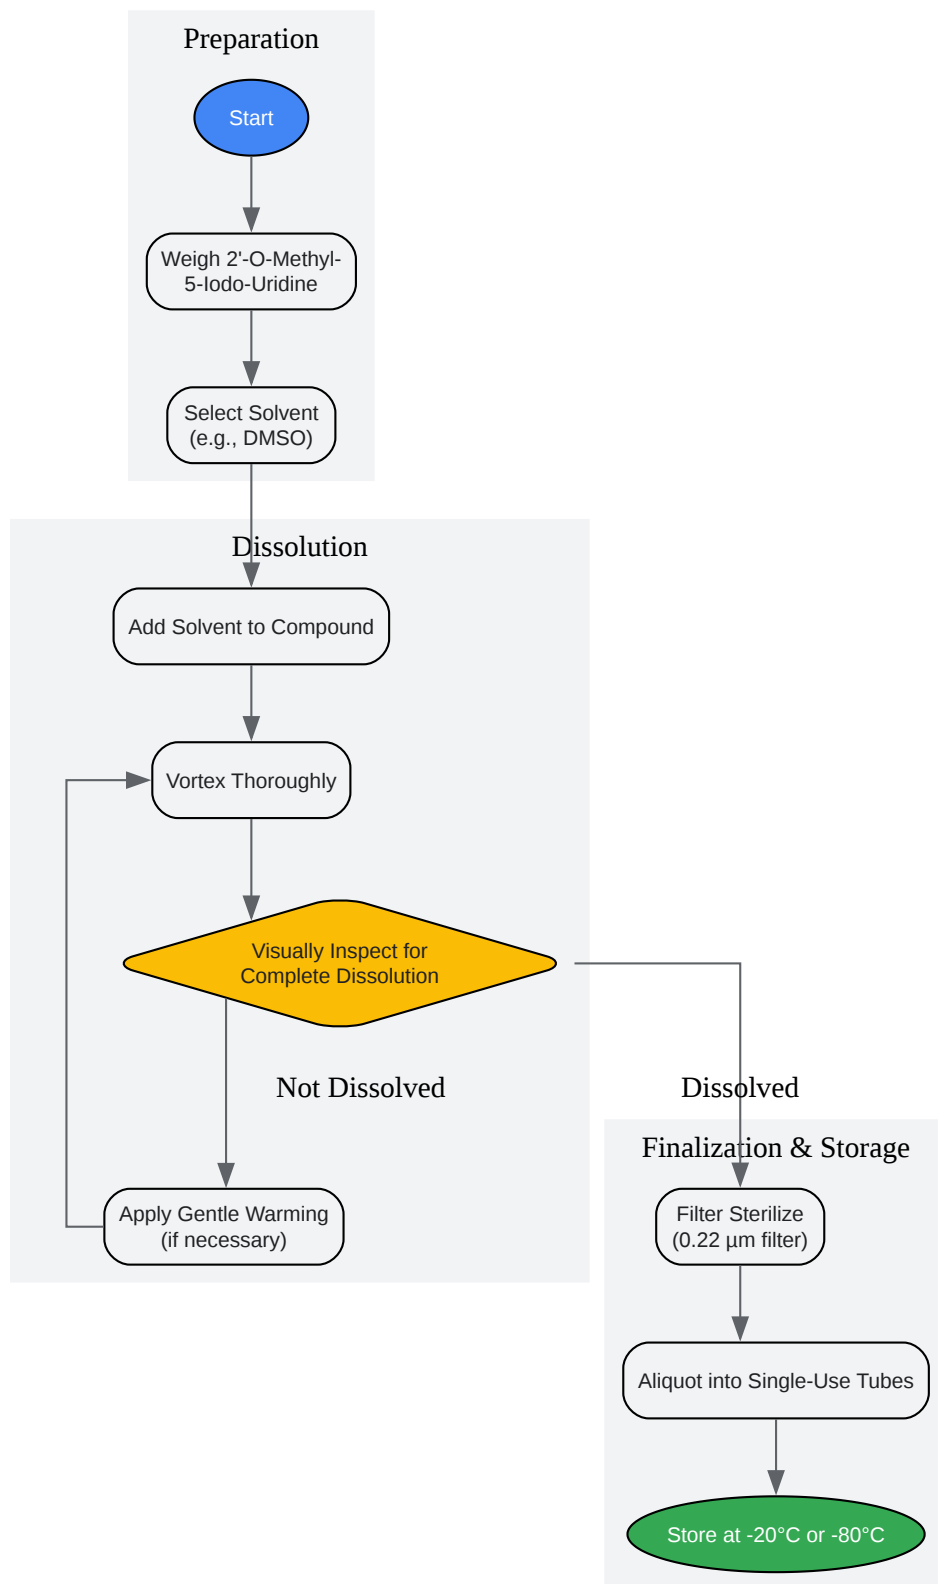 Preparation
Start
Weigh 2'-O-Methyl-
5-Iodo-Uridine
Select Solvent
(e.g., DMSO)
Dissolution
Add Solvent to Compound
Vortex Thoroughly
Visually Inspect for
Complete Dissolution
Not Dissolved
Dissolved
Apply Gentle Warming
(if necessary)
Finalization & Storage
Filter Sterilize
(0.22 µm filter)
Aliquot into Single-Use Tubes
Store at -20°C or -80°C